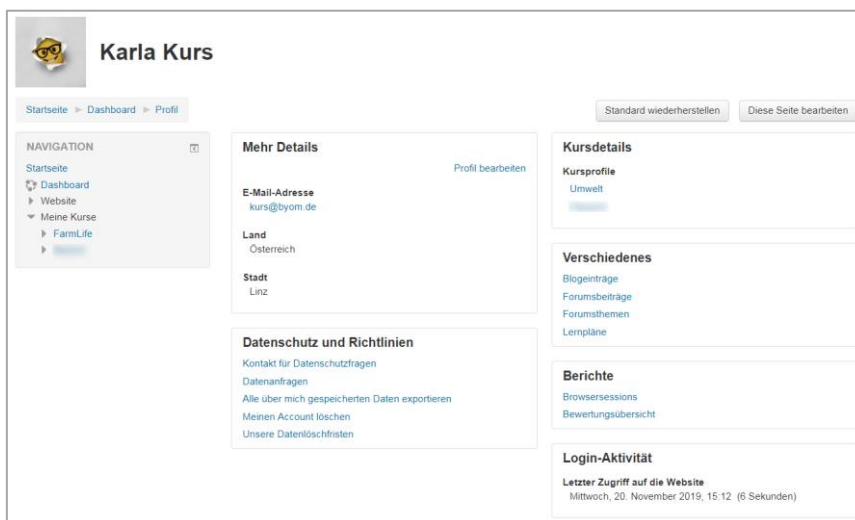 Karla Kurs
Startseite ► Dashboard ► Profil
Standard wiederherstellen
Diese Seite bearbeiten
NAVIGATION
Startseite
Dashboard
Website
Meine Kurse
FarmLife
Mehr Details
Profil bearbeiten
E-Mail-Adresse
kurs@byom.de
Land
Österreich
Stadt
Linz
Datenschutz und Richtlinien
Kontakt für Datenschutzfragen
Datenanfragen
Alle über mich gespeicherten Daten exportieren
Meinen Account löschen
Unsere Datenlöschfristen
Kursdetails
Kursprofile
Umwelt
Verschiedenes
Blogeinträge
Forumsbeiträge
Forumsthemen
Lernpläne
Berichte
Browsersessions
Bewertungsübersicht
Login-Aktivität
Letzter Zugriff auf die Website
Mittwoch, 20. November 2019, 15:12 (6 Sekunden)